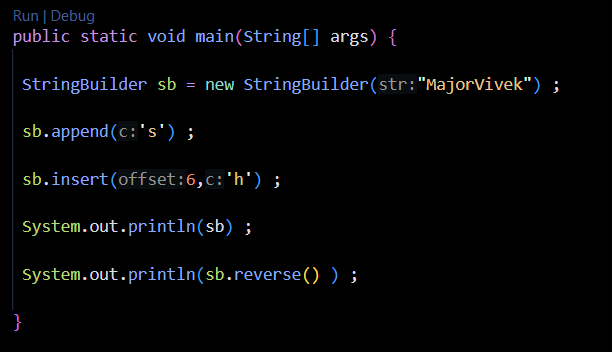 Run | Debug
public static void main(String[] args) {
StringBuilder sb = new StringBuilder(str:"MajorVivek") ;
sb.append(c:'s') ;
sb.insert(offset:6,c:'h') ;
System.out.println(sb) ;
System.out.println(sb.reverse() ) ;
}